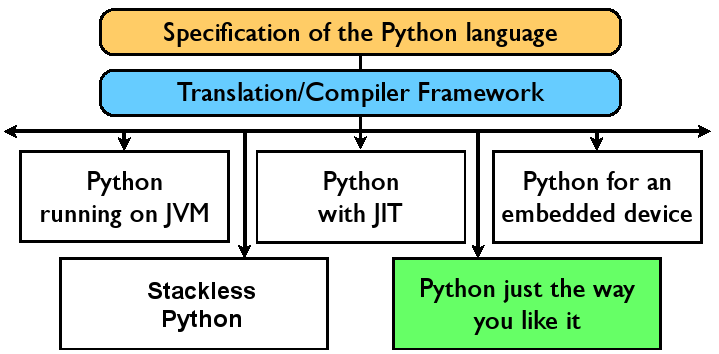 Specification of the Python language
Translation/Compiler Framework
Python
running on JVM
Python
with JIT
Python for an
embedded device
Stackless
Python
Python just the way
you like it